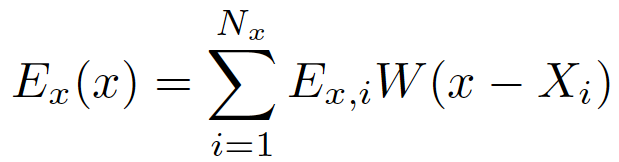 E_x(x) = \sum_{i=1}^{N_x} E_{x,i} W(x - X_i)